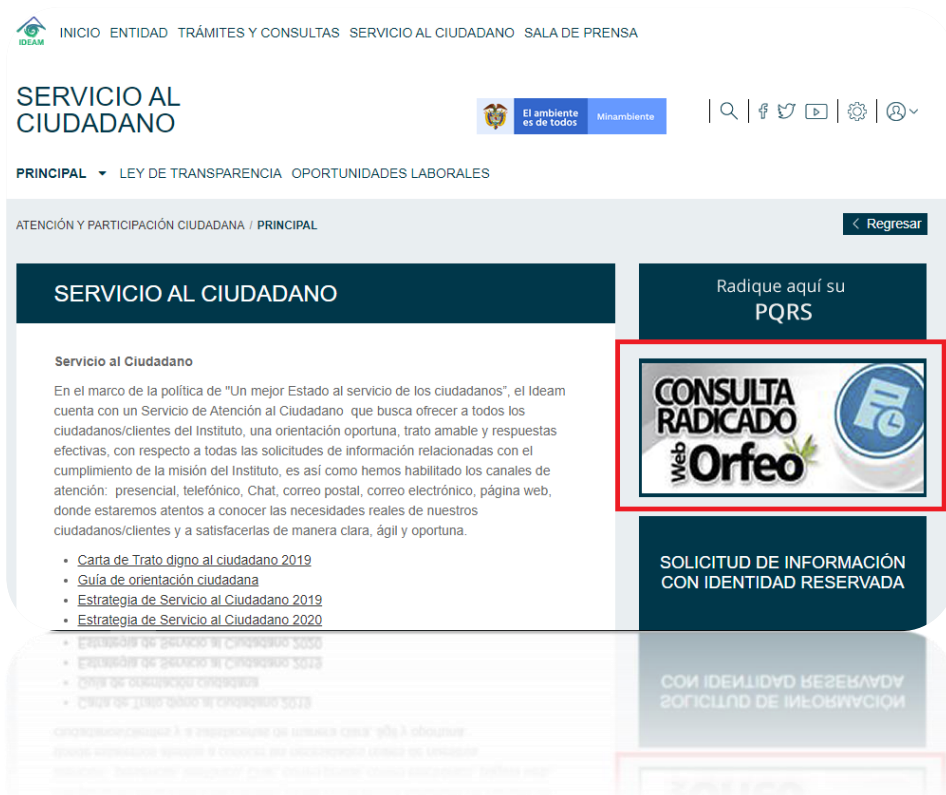 IDEAM
INICIO ENTIDAD TRÁMITES Y CONSULTAS SERVICIO AL CIUDADANO SALA DE PRENSA
SERVICIO AL
CIUDADANO
El ambiente
es de todos
Minambiente
PRINCIPAL LEY DE TRANSPARENCIA OPORTUNIDADES LABORALES
ATENCIÓN Y PARTICIPACIÓN CIUDADANA / PRINCIPAL
< Regresar
SERVICIO AL CIUDADANO
Servicio al Ciudadano
En el marco de la política de "Un mejor Estado al servicio de los ciudadanos", el Ideam
cuenta con un Servicio de Atención al Ciudadano que busca ofrecer a todos los
ciudadanos/clientes del Instituto, una orientación oportuna, trato amable y respuestas
efectivas, con respecto a todas las solicitudes de información relacionadas con el
cumplimiento de la misión del Instituto, es así como hemos habilitado los canales de
atención: presencial, telefónico, Chat, correo postal, correo electrónico, página web,
donde estaremos atentos a conocer las necesidades reales de nuestros
ciudadanos/clientes y a satisfacerlas de manera clara, ágil y oportuna.
• Carta de Trato digno al ciudadano 2019
• Guía de orientación ciudadana
• Estrategia de Servicio al Ciudadano 2019
• Estrategia de Servicio al Ciudadano 2020
Radique aquí su
PQRS
CONSULTA
RADICADO
Web Orfeo
SOLICITUD DE INFORMACIÓN
CON IDENTIDAD RESERVADA